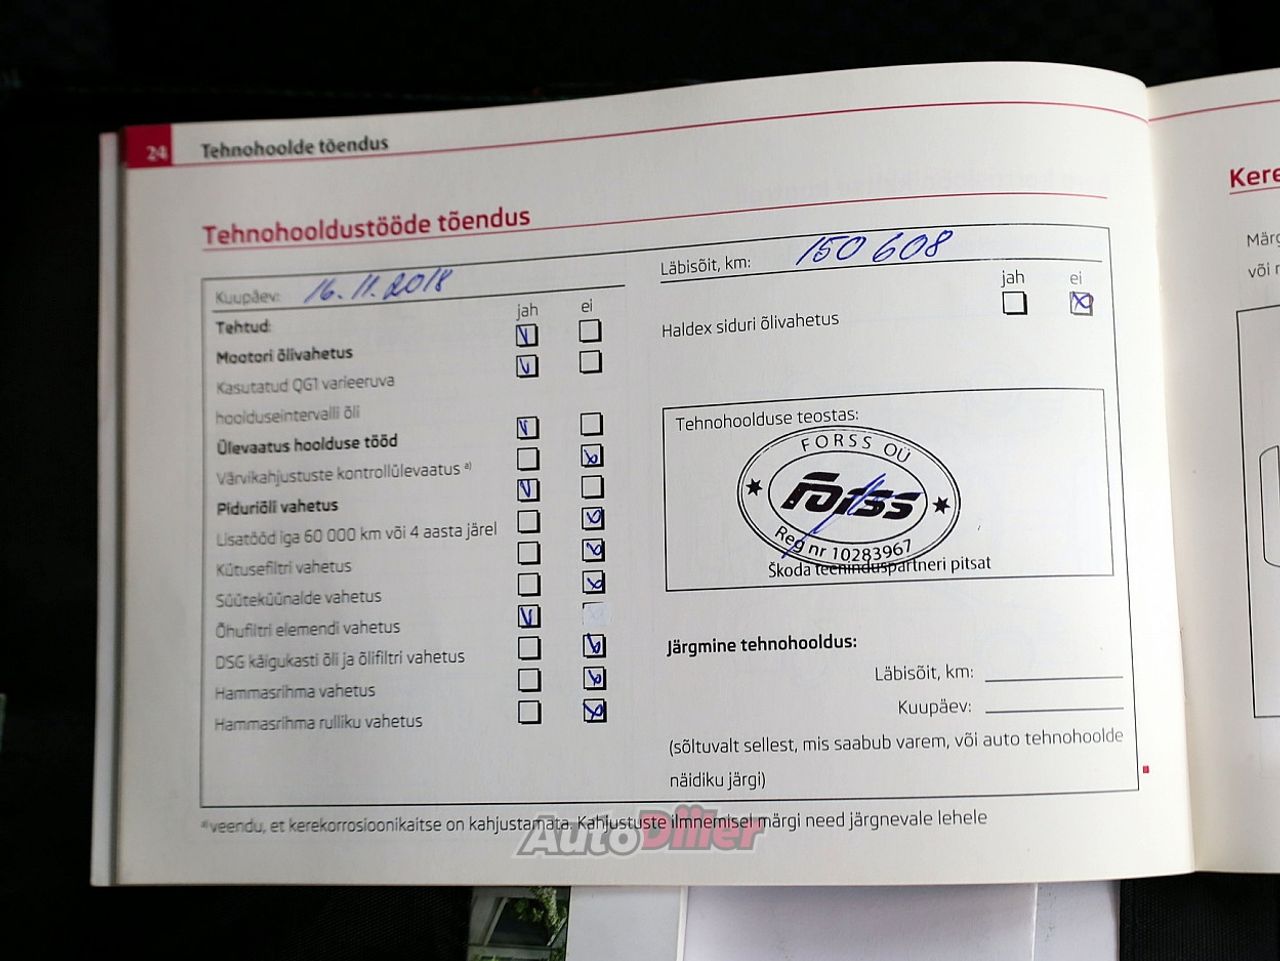 24 Tehnohoolde tõendus
Tehnohooldustööde tõendus
Kuupäev: 16.11.2018
jah ei
Tehtud:
Mootori õlivahetus
Kasutatud QG1 varieeruva
hoolduseintervalli õli
Ülevaatus hoolduse tööd
Värvikahjustuste kontrollülevaatus a)
Piduriõli vahetus
Lisatööd iga 60 000 km või 4 aasta järel
Kütusefiltri vahetus
Süüteküünalde vahetus
Õhufiltri elemendi vahetus
DSG käigukasti õli ja õlifiltri vahetus
Hammasrihma vahetus
Hammasrihma rulliku vahetus
Läbisõit, km: 150 608
jah ei
Haldex siduri õlivahetus
Tehnohoolduse teostas:
FORSS OÜ
Forss
Reg nr 10283967
Škoda teeninduspartneri pitsat
Järgmine tehnohooldus:
Läbisõit, km:
Kuupäev:
(sõltuvalt sellest, mis saabub varem, või auto tehnohoolde
näidiku järgi)
a) veendu, et kerekorrosioonikaitse on kahjustamata. Kahjustuste ilmnemisel märgi need järgnevale lehele
AutoDiiler
Kere
Märg
või